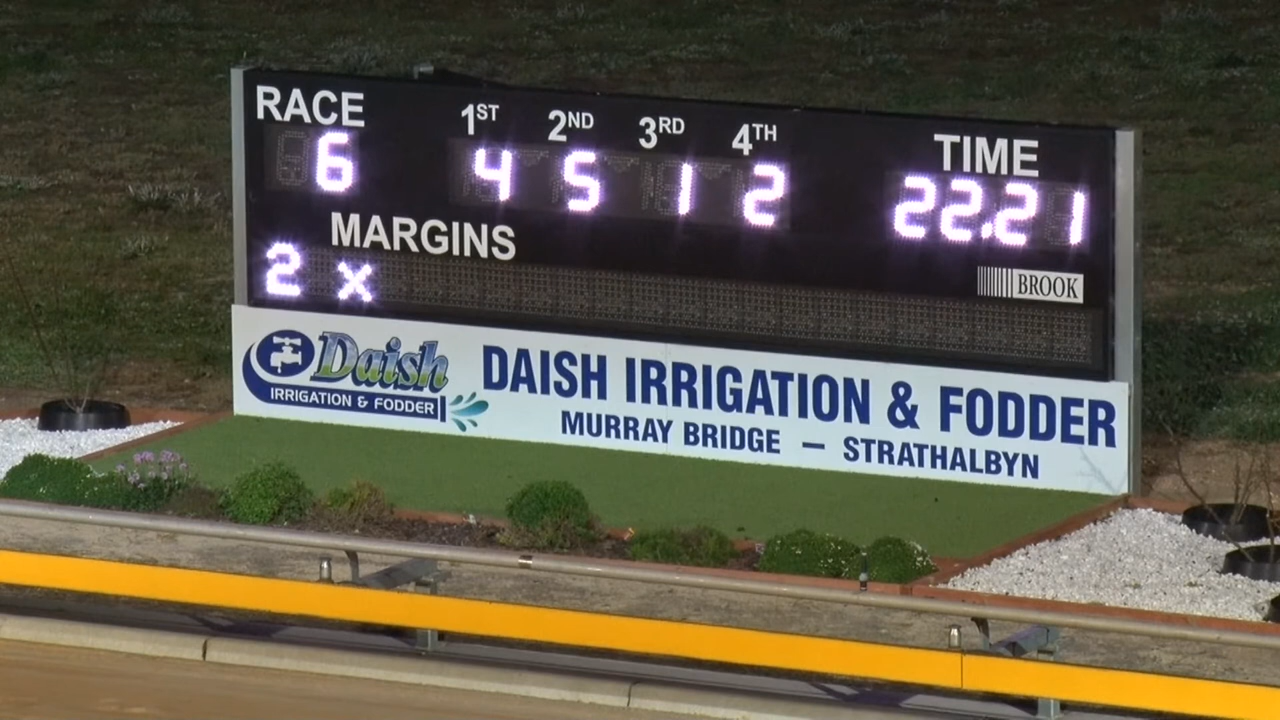 RACE 1ST 2ND 3RD 4TH TIME
6 4 5 1 2 22.21
MARGINS
2 x
BROOK
Daish
IRRIGATION & FODDER
DAISH IRRIGATION & FODDER
MURRAY BRIDGE – STRATHALBYN